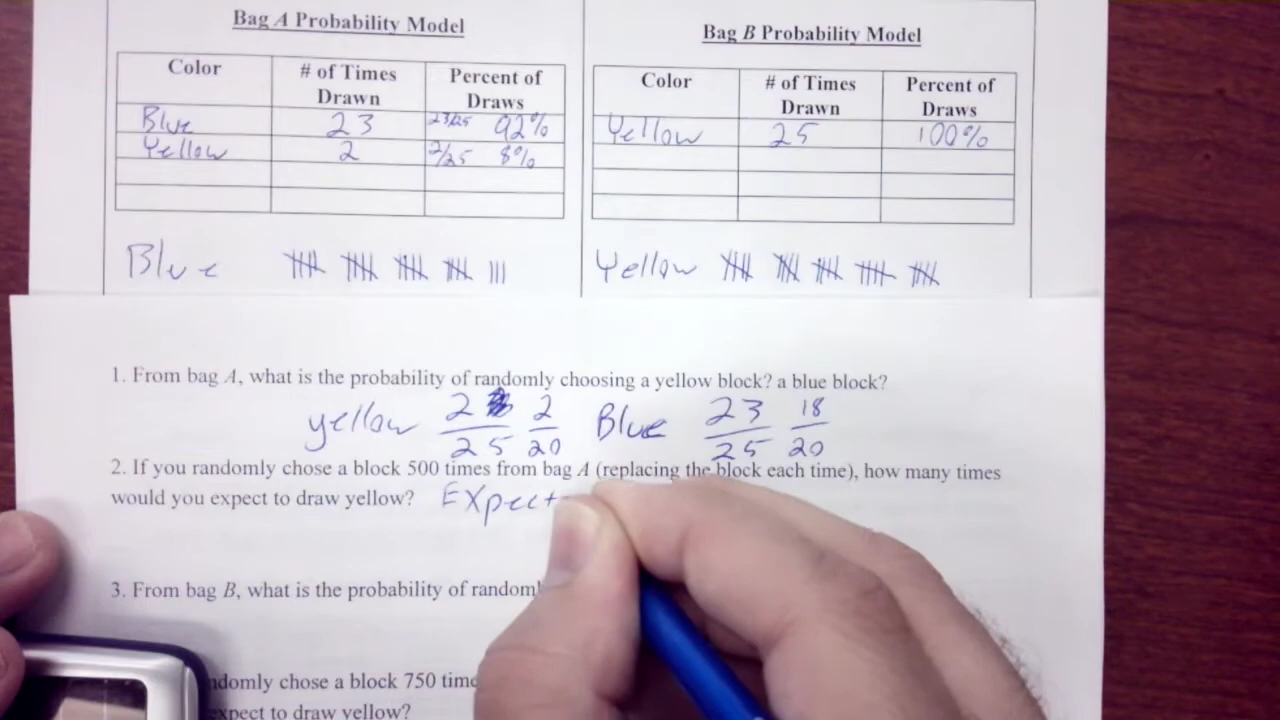 Bag A Probability Model
Color # of Times Drawn Percent of Draws
Blue 23 23/25 92%
Yellow 2 2/25 8%
Blue
Bag B Probability Model
Color # of Times Drawn Percent of Draws
Yellow 25 100%
Yellow
1. From bag A, what is the probability of randomly choosing a yellow block? a blue block?
yellow 2/25 2/20 Blue 23/25 18/20
2. If you randomly chose a block 500 times from bag A (replacing the block each time), how many times
would you expect to draw yellow? Expect
3. From bag B, what is the probability of
chose a block 750
expect to draw yellow?